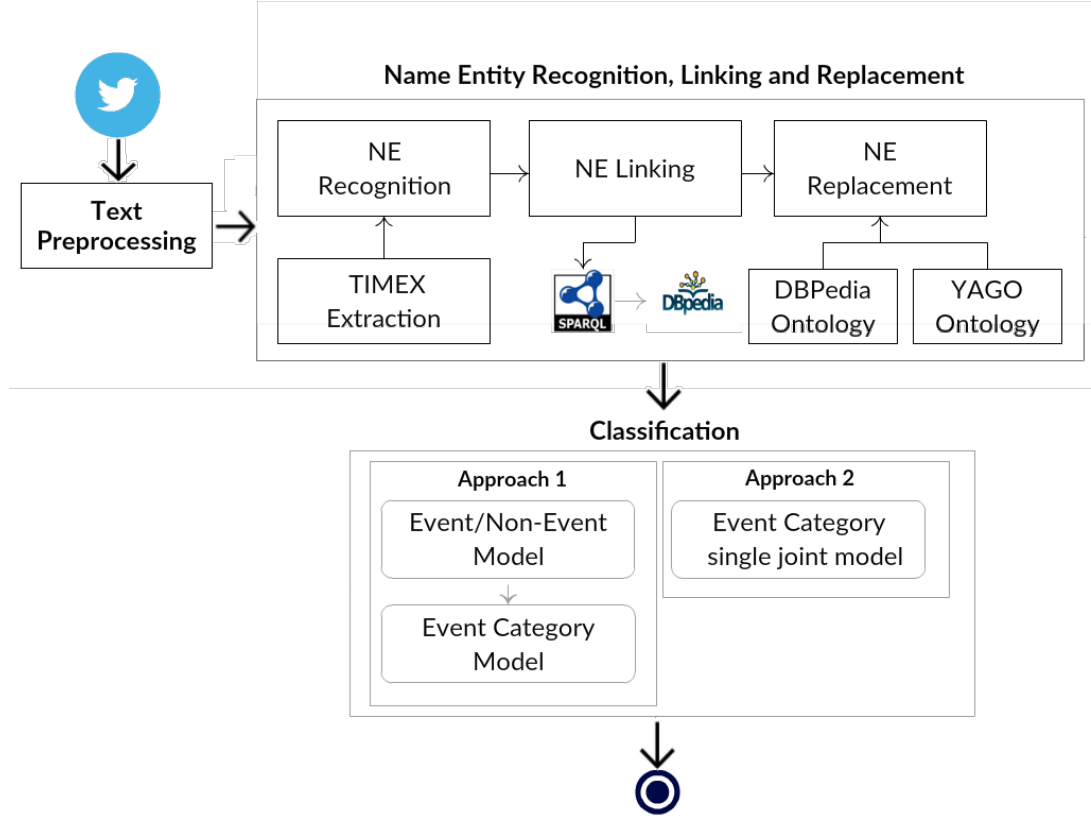 Name Entity Recognition, Linking and Replacement
Text
Preprocessing
NE
Recognition
NE Linking
NE
Replacement
TIMEX
Extraction
SPARQL
DBpedia
DBPedia
Ontology
YAGO
Ontology
Classification
Approach 1
Event/Non-Event
Model
Event Category
Model
Approach 2
Event Category
single joint model